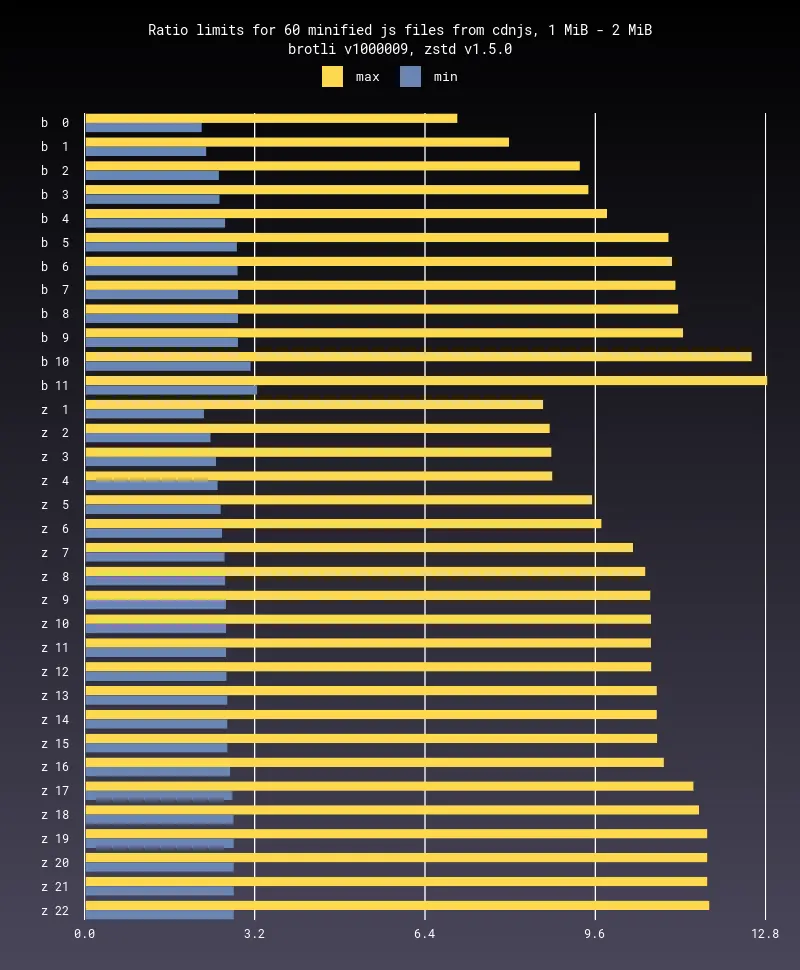 Ratio limits for 60 minified js files from cdnjs, 1 MiB - 2 MiB
brotli v1000009, zstd v1.5.0
max min
b 0
b 1
b 2
b 3
b 4
b 5
b 6
b 7
b 8
b 9
b 10
b 11
z 1
z 2
z 3
z 4
z 5
z 6
z 7
z 8
z 9
z 10
z 11
z 12
z 13
z 14
z 15
z 16
z 17
z 18
z 19
z 20
z 21
z 22
0.0 3.2 6.4 9.6 12.8